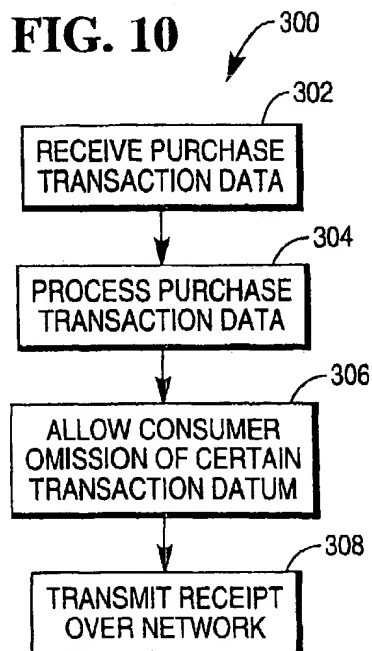 FIG. 10
300
302
RECEIVE PURCHASE
TRANSACTION DATA
304
PROCESS PURCHASE
TRANSACTION DATA
306
ALLOW CONSUMER
OMISSION OF CERTAIN
TRANSACTION DATUM
308
TRANSMIT RECEIPT
OVER NETWORK